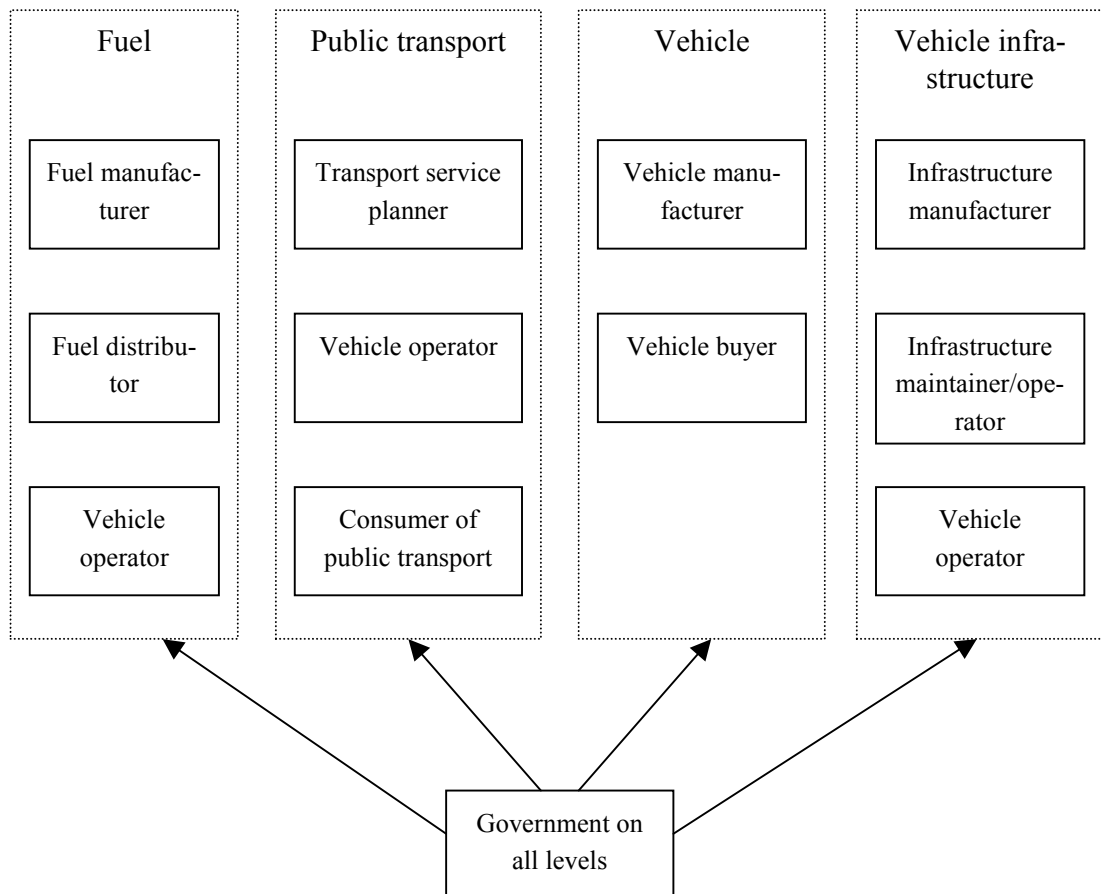 Fuel
Public transport
Vehicle
Vehicle infra-
structure
Fuel manufac-
turer
Transport service
planner
Vehicle manu-
facturer
Infrastructure
manufacturer
Fuel distribu-
tor
Vehicle operator
Vehicle buyer
Infrastructure
maintainer/ope-
rator
Vehicle
operator
Consumer of
public transport
Vehicle
operator
Government on
all levels